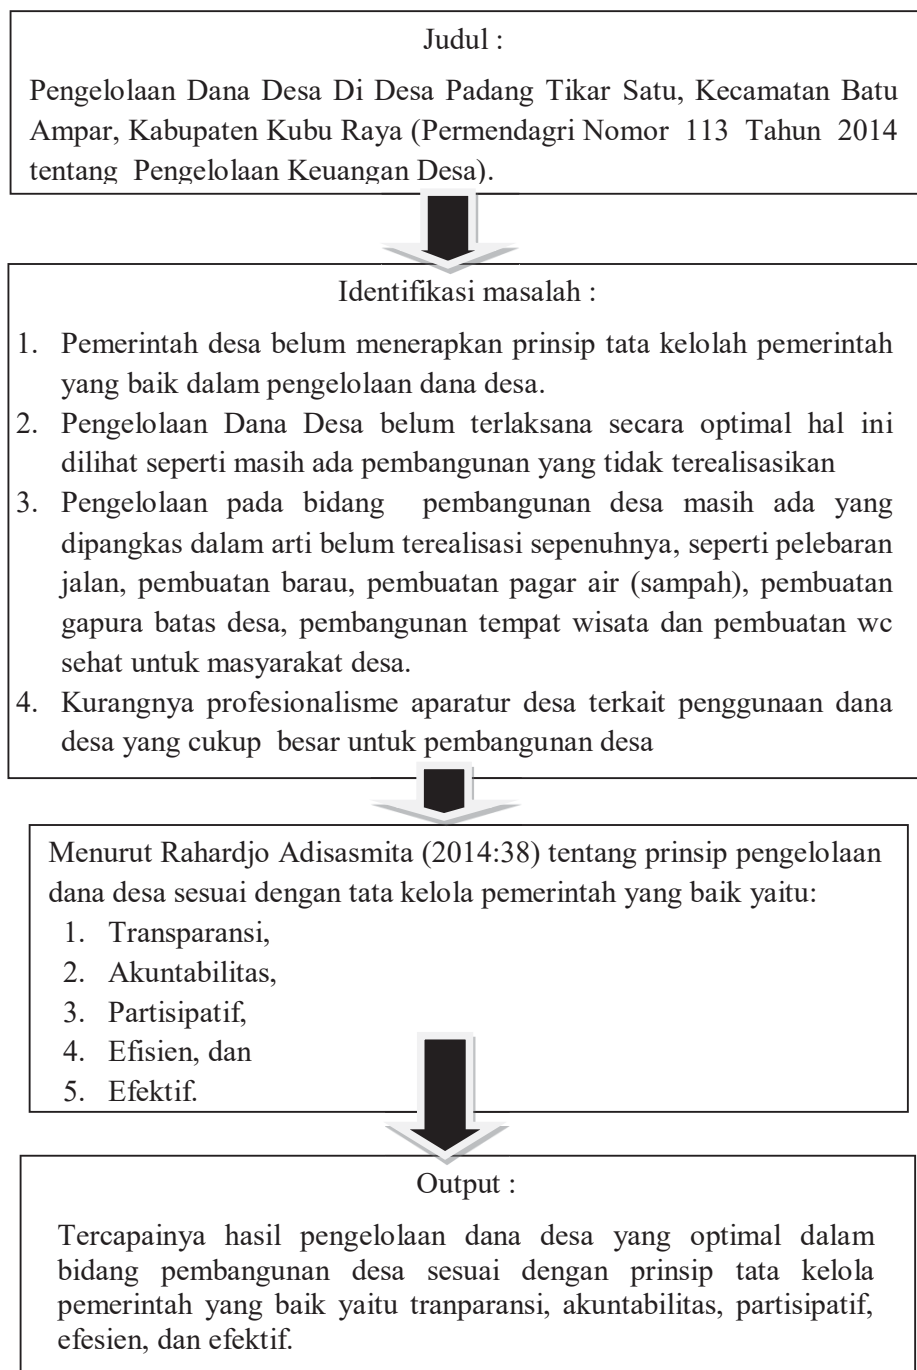 Judul :
Pengelolaan Dana Desa Di Desa Padang Tikar Satu, Kecamatan Batu
Ampar, Kabupaten Kubu Raya (Permendagri Nomor 113 Tahun 2014
tentang Pengelolaan Keuangan Desa).
Identifikasi masalah :
1. Pemerintah desa belum menerapkan prinsip tata kelolah pemerintah
yang baik dalam pengelolaan dana desa.
2. Pengelolaan Dana Desa belum terlaksana secara optimal hal ini
dilihat seperti masih ada pembangunan yang tidak terealisasikan
3. Pengelolaan pada bidang pembangunan desa masih ada yang
dipangkas dalam arti belum terealisasi sepenuhnya, seperti pelebaran
jalan, pembuatan barau, pembuatan pagar air (sampah), pembuatan
gapura batas desa, pembangunan tempat wisata dan pembuatan wc
sehat untuk masyarakat desa.
4. Kurangnya profesionalisme aparatur desa terkait penggunaan dana
desa yang cukup besar untuk pembangunan desa
Menurut Rahardjo Adisasmita (2014:38) tentang prinsip pengelolaan
dana desa sesuai dengan tata kelola pemerintah yang baik yaitu:
1. Transparansi,
2. Akuntabilitas,
3. Partisipatif,
4. Efisien, dan
5. Efektif.
Output :
Tercapainya hasil pengelolaan dana desa yang optimal dalam
bidang pembangunan desa sesuai dengan prinsip tata kelola
pemerintah yang baik yaitu tranparansi, akuntabilitas, partisipatif,
efesien, dan efektif.